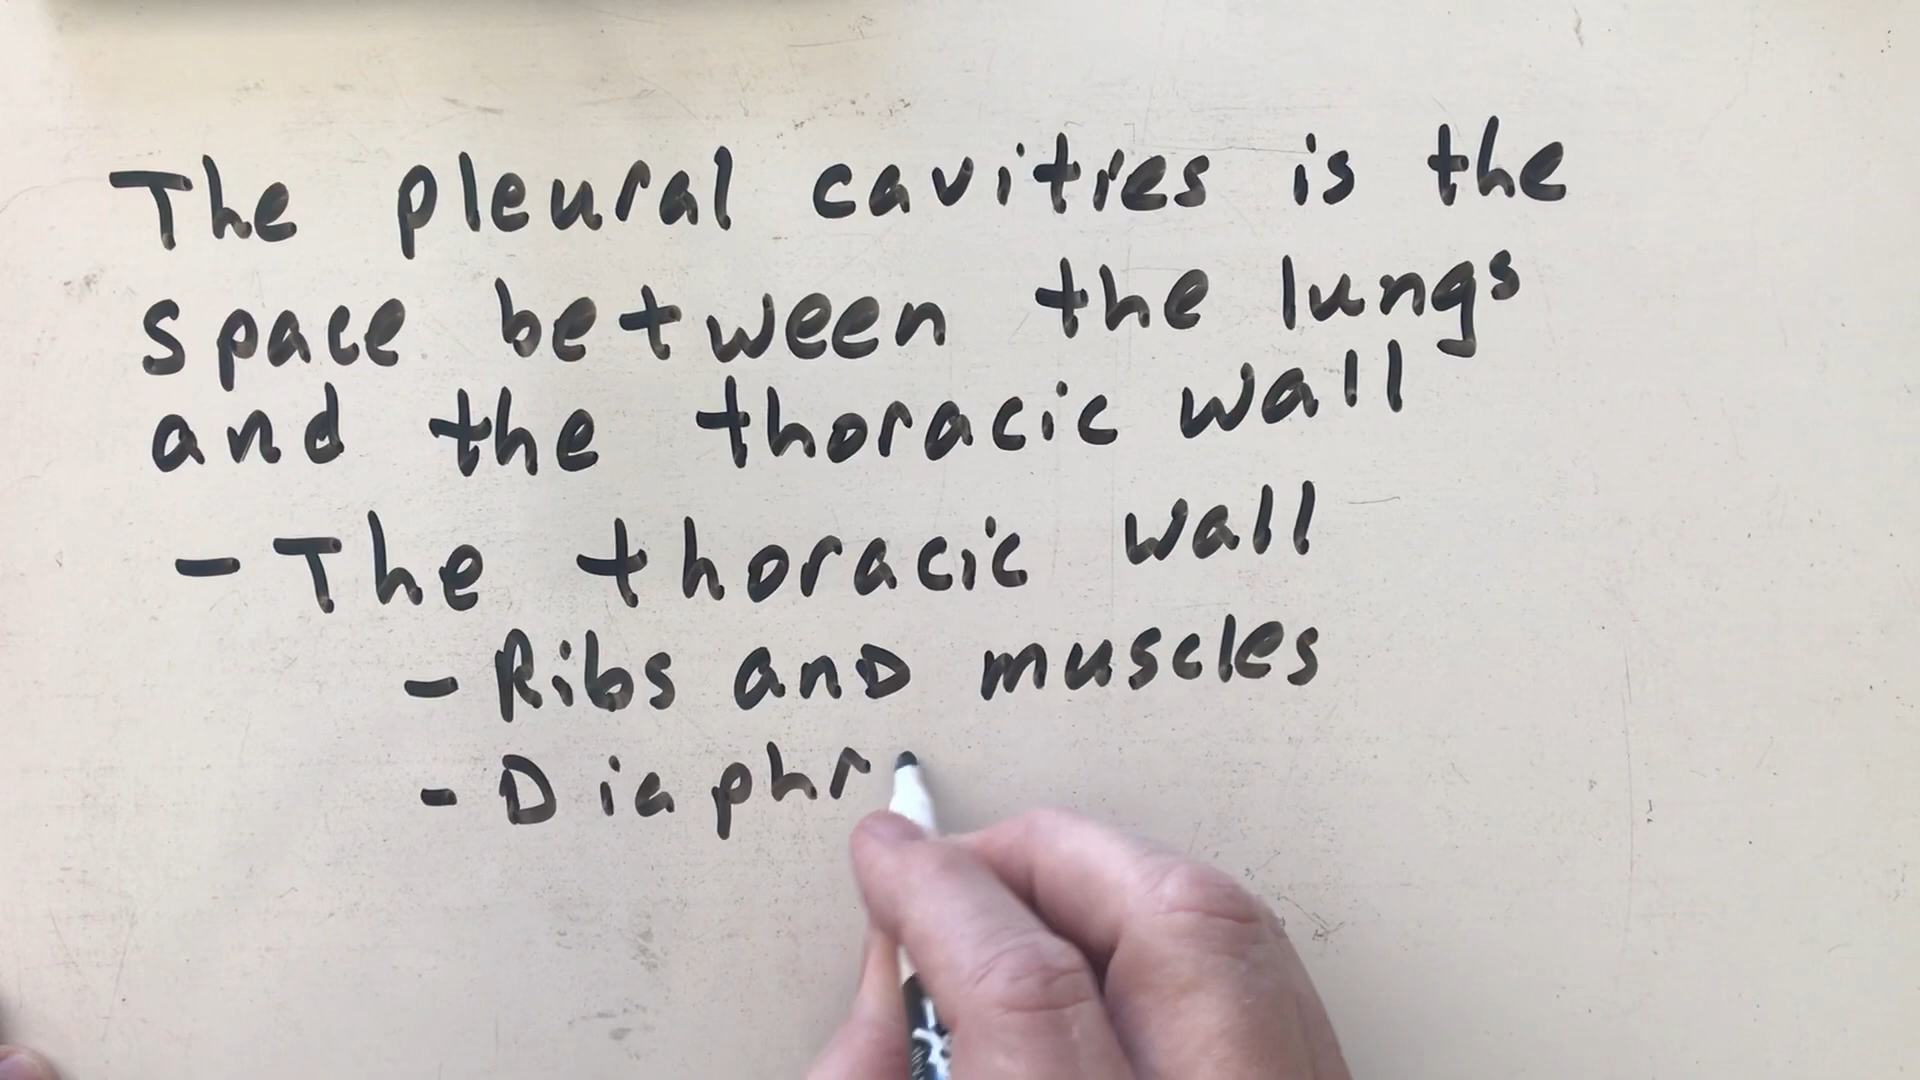 The pleural cavities is the
space between the lungs
and the thoracic wall
- The thoracic wall
- Ribs and muscles
- Diaphr